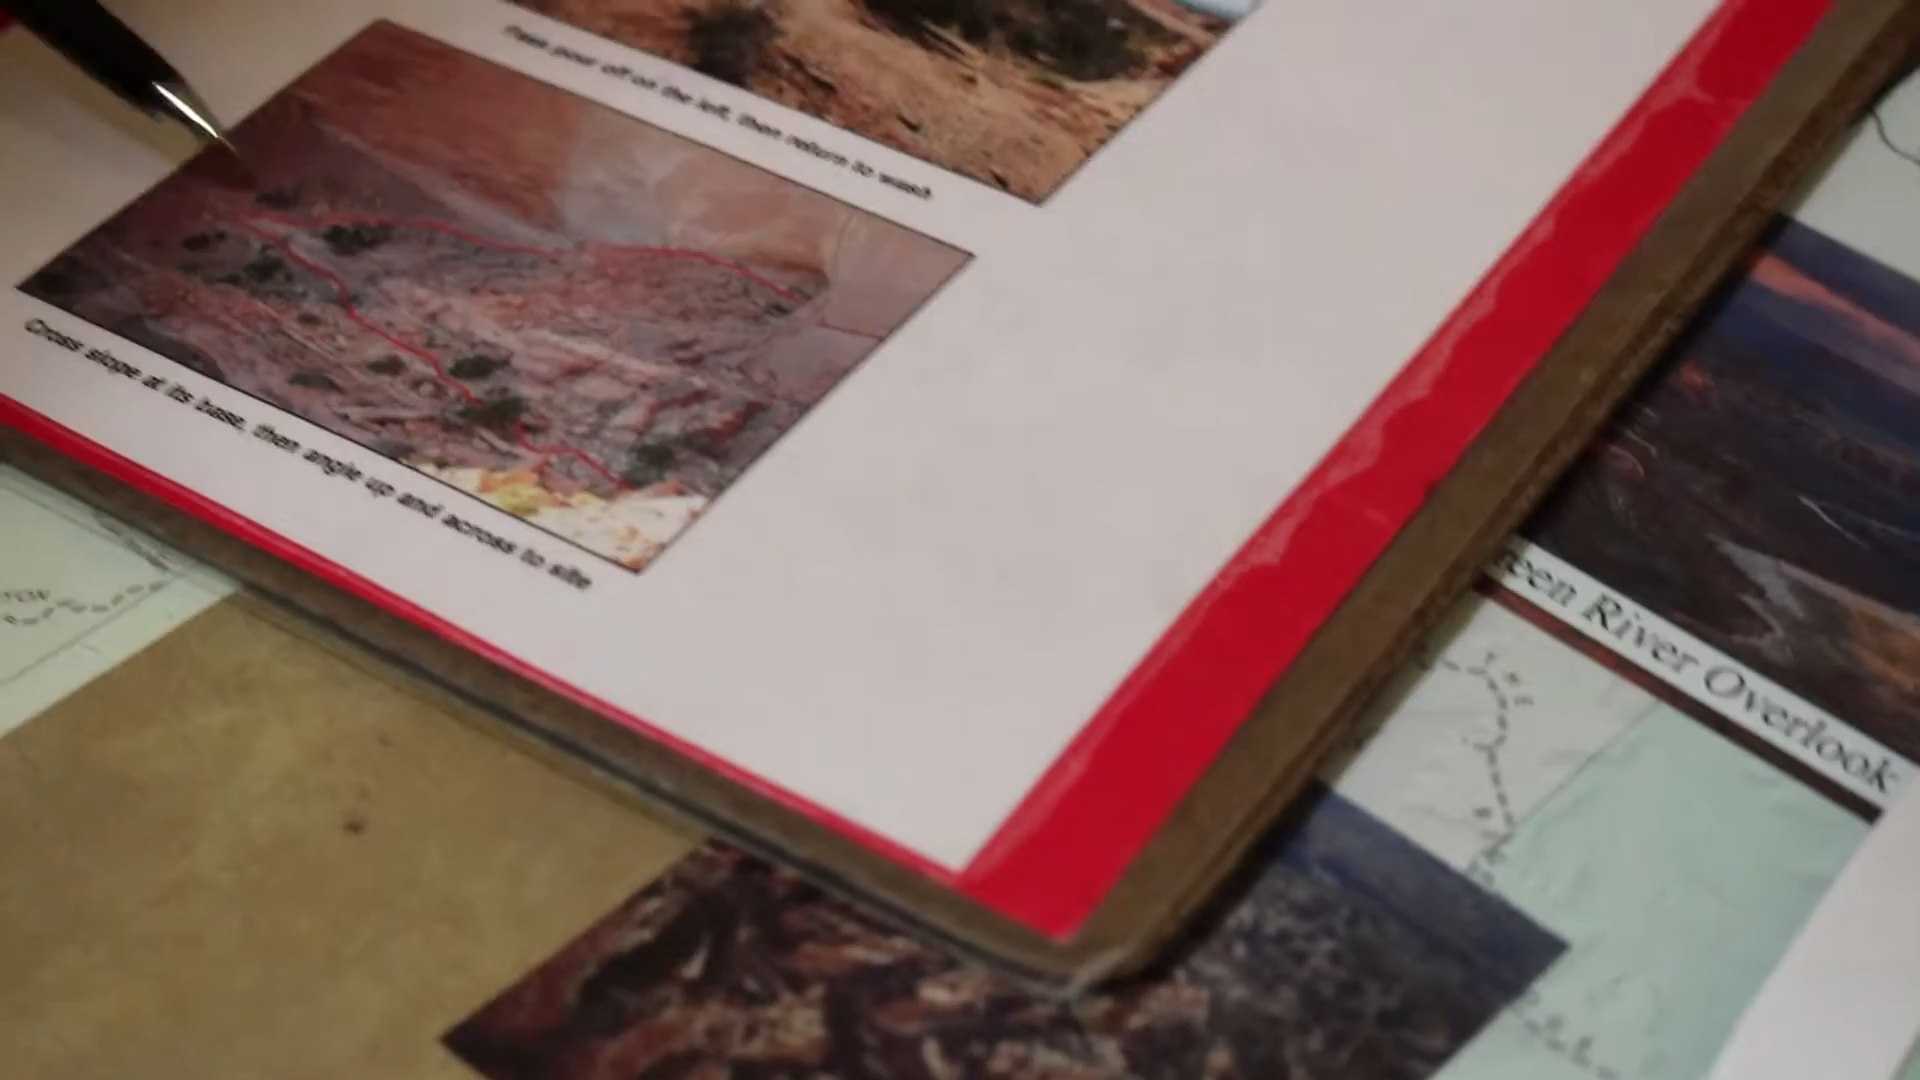 pour off on the left, then return to wash
Cross slope at its base, then angle up and across to site
een River Overlook